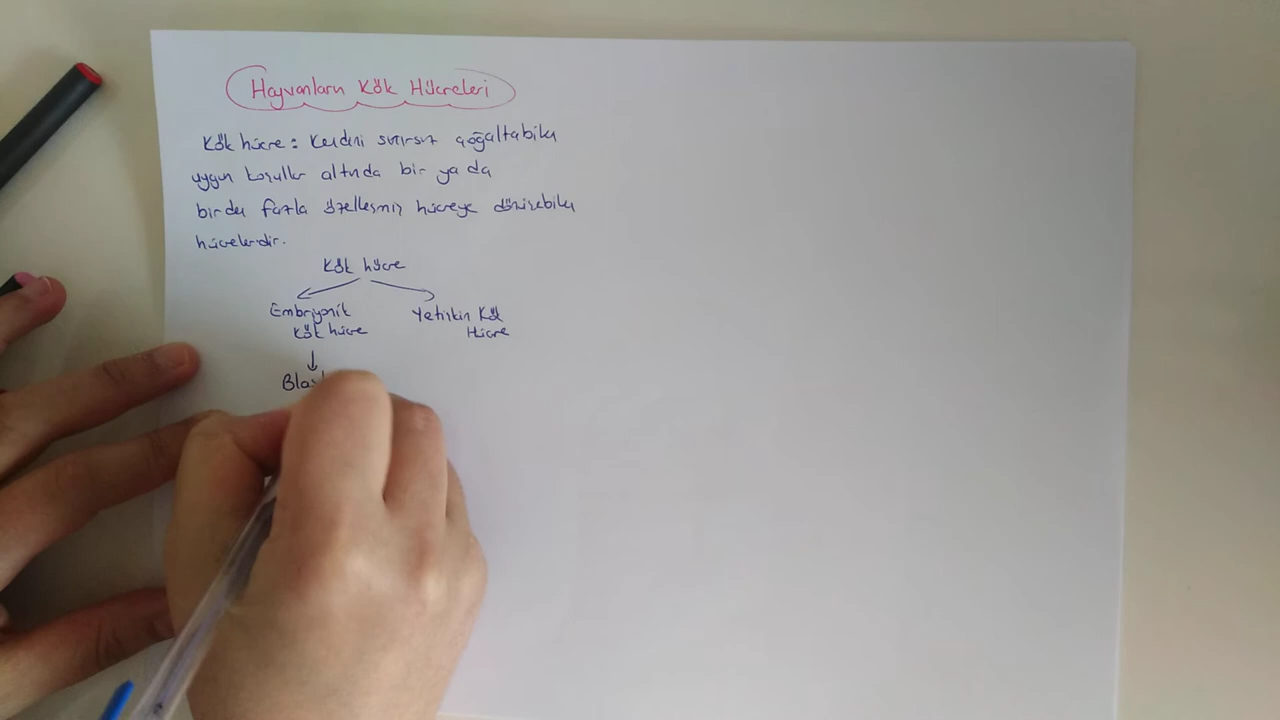 Hayvanların Kök Hücreleri
Kök hücre: Kendini sınırsız çoğaltabilen
uygun koşullar altında bir ya da
birden fazla özelleşmiş hücreye dönüşebilen
hücrelerdir.
Kök hücre
Embriyonik Yetişkin Kök
Kök hücre Hücre